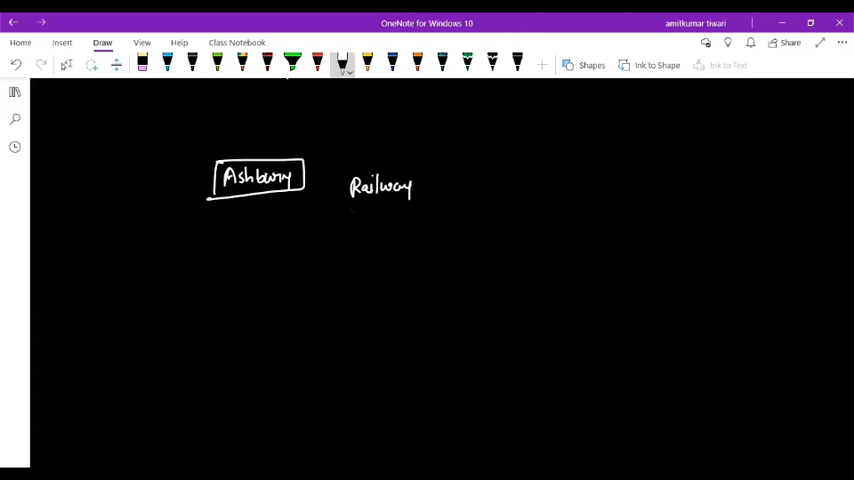 OneNote for Windows 10
amitkumar tiwari
Home Insert Draw View Help Class Notebook
Share
Shapes Ink to Shape Ink to Text
Ashbury
Railway